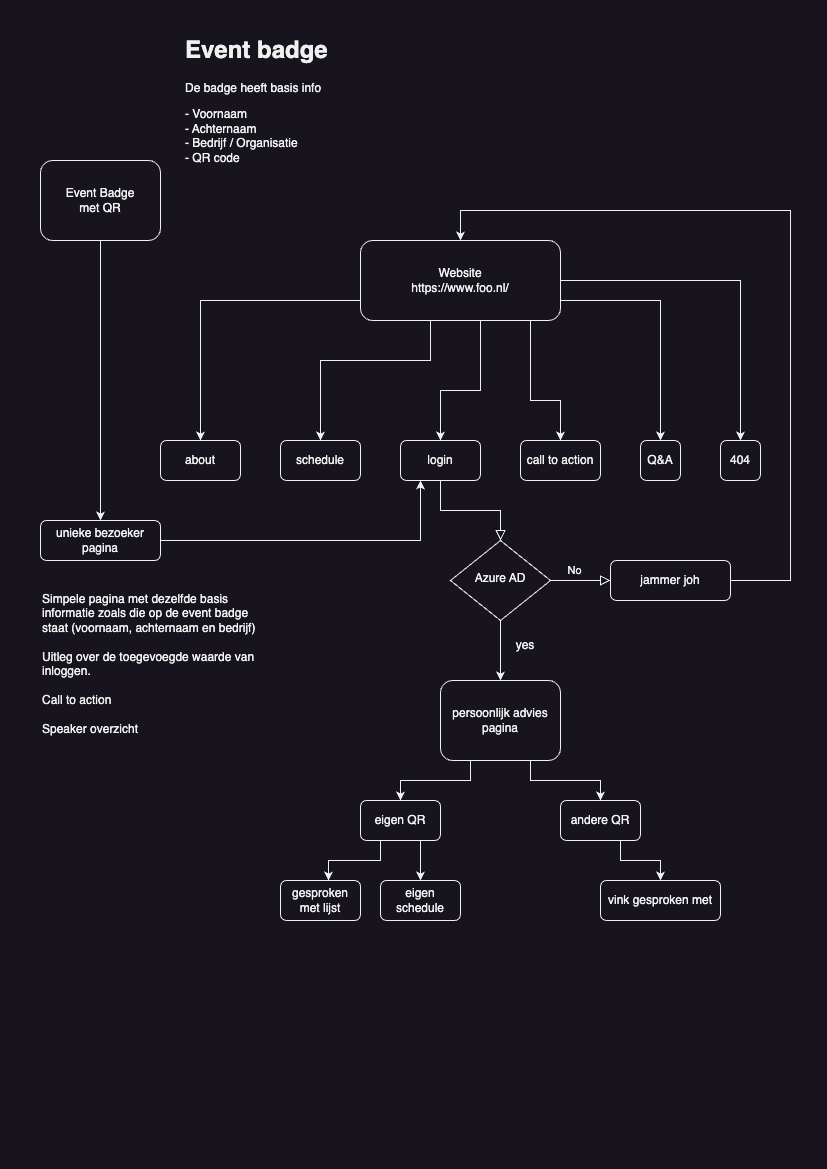 Event badge
De badge heeft basis info
- Voornaam
- Achternaam
- Bedrijf / Organisatie
- QR code
Event Badge
met QR
Website
https://www.foo.nl/
about
schedule
login
call to action
Q&A
404
unieke bezoeker
pagina
Azure AD
No
jammer joh
Simpele pagina met dezelfde basis
informatie zoals die op de event badge
staat (voornaam, achternaam en bedrijf)
Uitleg over de toegevoegde waarde van
inloggen.
Call to action
Speaker overzicht
yes
persoonlijk advies
pagina
eigen QR
andere QR
gesproken
met lijst
eigen
schedule
vink gesproken met